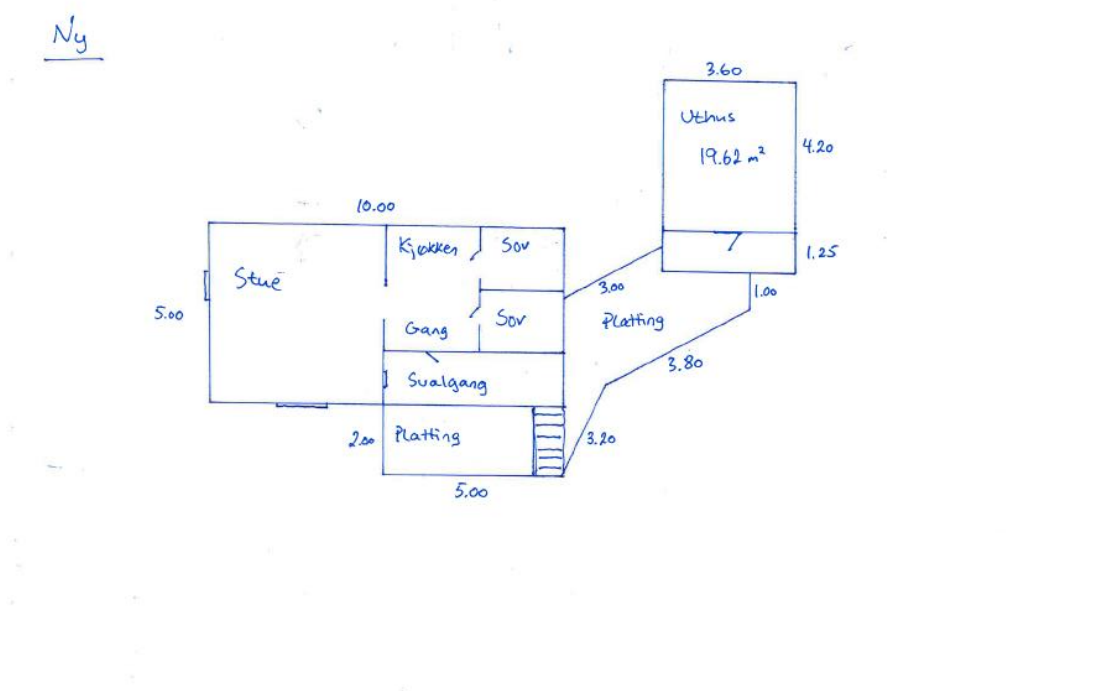 Ny
3.60
Uthus
19.62 m²
4.20
1.25
10.00
Kjøkken
Sov
Stue
5.00
3.00
1.00
Gang
Sov
Platting
3.80
Svalgang
2.00
Platting
3.20
5.00